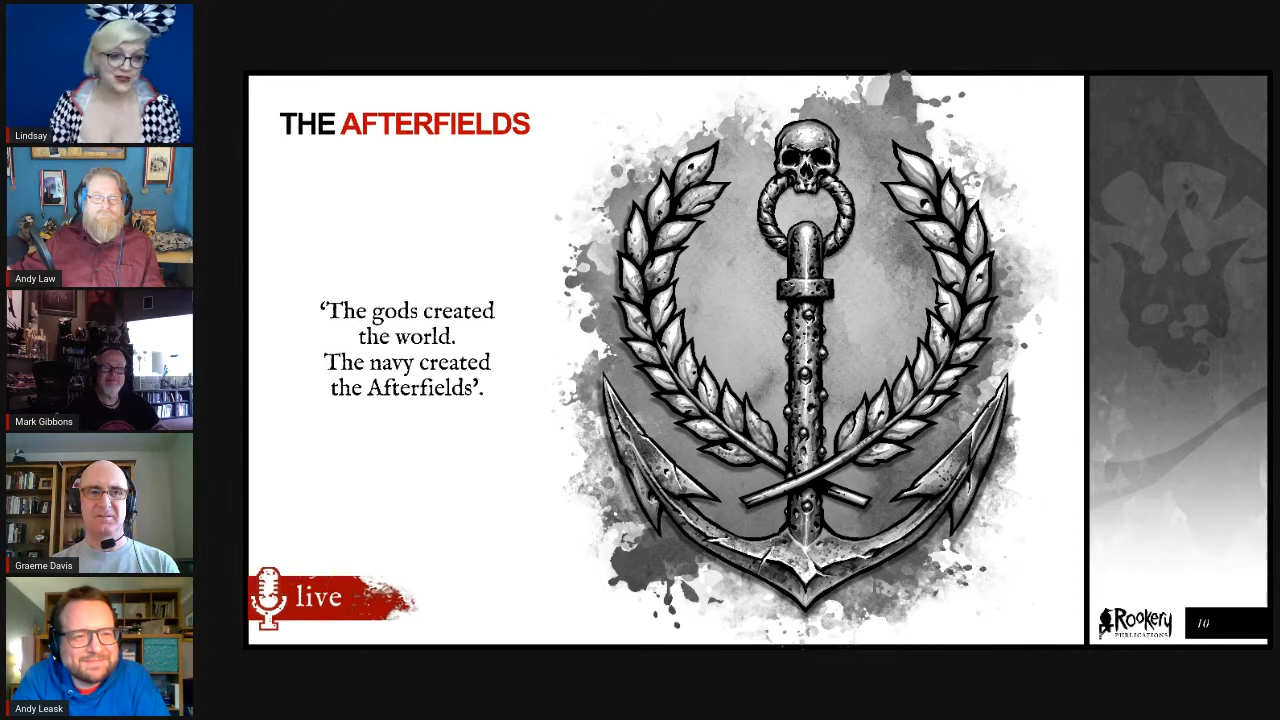 Lindsay
Andy Law
Mark Gibbons
Graeme Davis
Andy Leask
THE AFTERFIELDS
‘The gods created
the world.
The navy created
the Afterfields’.
live
Rookery
PUBLICATIONS
10